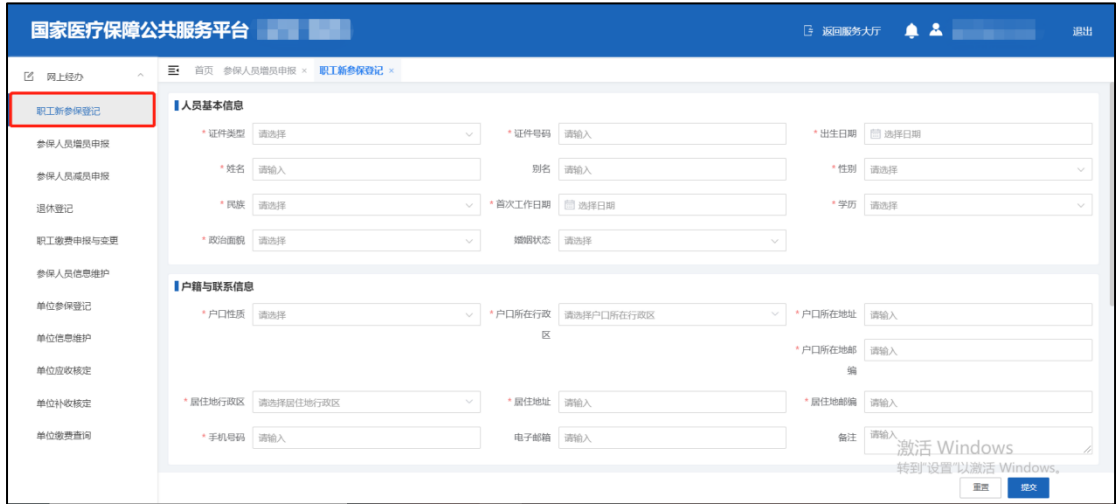 国家医疗保障公共服务平台
返回服务大厅 退出
网上经办
首页 参保人员增员申报 × 职工新参保登记 ×
职工新参保登记
参保人员增员申报
参保人员减员申报
退休登记
职工缴费申报与变更
参保人员信息维护
单位参保登记
单位信息维护
单位应收核定
单位补收核定
单位缴费查询
人员基本信息
* 证件类型 请选择 * 证件号码 请输入 * 出生日期 选择日期
* 姓名 请输入 别名 请输入 * 性别 请选择
* 民族 请选择 * 首次工作日期 选择日期 * 学历 请选择
* 政治面貌 请选择 婚姻状态 请选择
户籍与联系信息
* 户口性质 请选择 * 户口所在行政区 请选择户口所在行政区 * 户口所在地址 请输入
* 户口所在地邮编 请输入
* 居住地行政区 请选择居住地行政区 * 居住地址 请输入 * 居住地邮编 请输入
* 手机号码 请输入 电子邮箱 请输入 备注 请输入
激活 Windows
转到"设置"以激活 Windows。
重置 提交